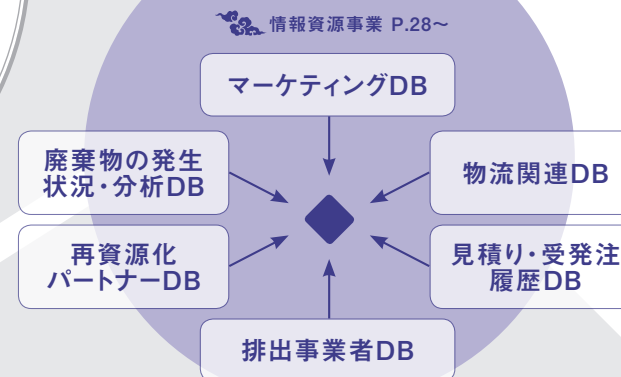 情報資源事業 P.28～
マーケティングDB
廃棄物の発生
状況・分析DB
物流関連DB
再資源化
パートナーDB
見積り・受発注
履歴DB
排出事業者DB